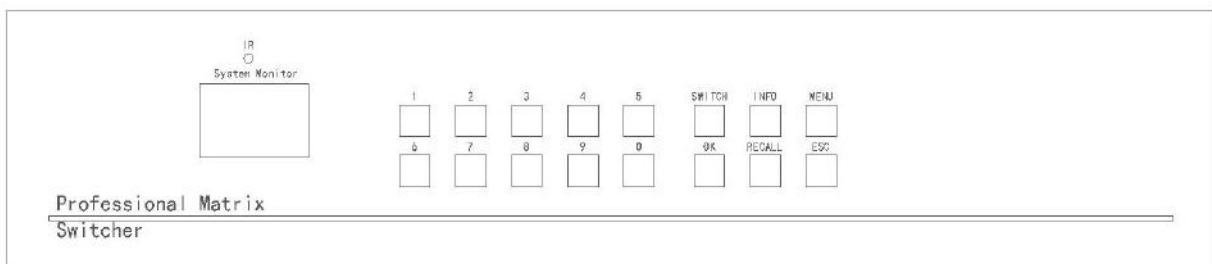 IR
System Monitor
1 2 3 4 5 SWITCH INFO MENU
6 7 8 9 0 OK RECALL ESC
Professional Matrix
Switcher